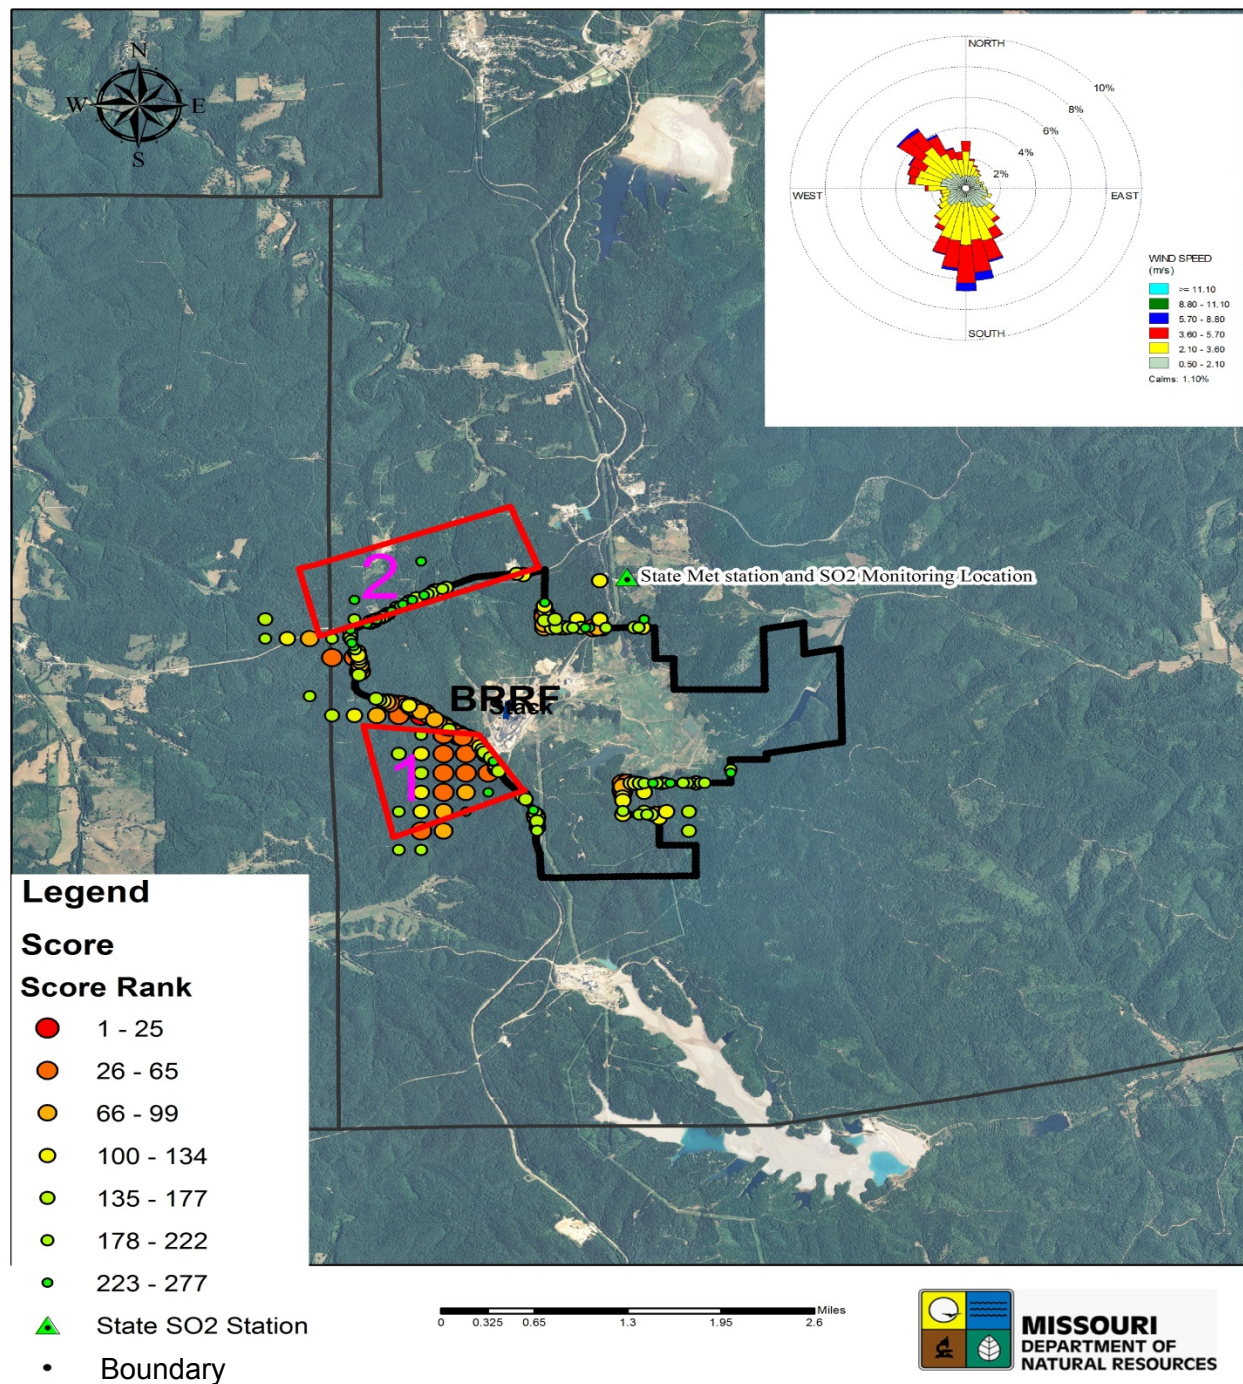 N
W E
S
NORTH
10%
8%
6%
4%
2%
WEST
EAST
SOUTH
WIND SPEED
(m/s)
>= 11.10
8.80 - 11.10
5.70 - 8.80
3.60 - 5.70
2.10 - 3.60
0.50 - 2.10
Calms: 1.10%
2
State Met station and SO2 Monitoring Location
BRRF
Stack
1
Legend
Score
Score Rank
1 - 25
26 - 65
66 - 99
100 - 134
135 - 177
178 - 222
223 - 277
State SO2 Station
Boundary
Miles
0 0.325 0.65 1.3 1.95 2.6
MISSOURI
DEPARTMENT OF
NATURAL RESOURCES